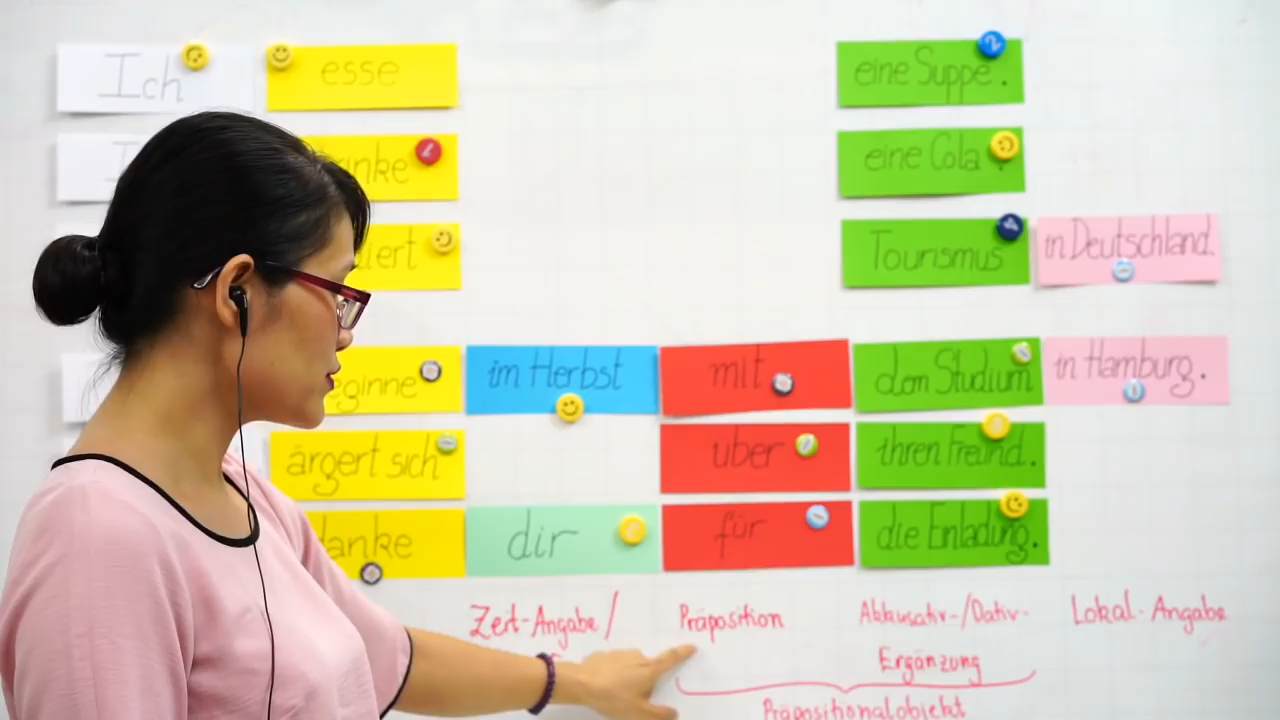 Ich esse eine Suppe.
eine Cola.
Tourismus in Deutschland.
im Herbst mit dem Studium in Hamburg.
ärgert sich über ihren Freund.
dir für die Einladung.
Zeit-Angabe/ Präposition Akkusativ-/Dativ- Lokal-Angabe
Ergänzung
Präpositionalobjekt